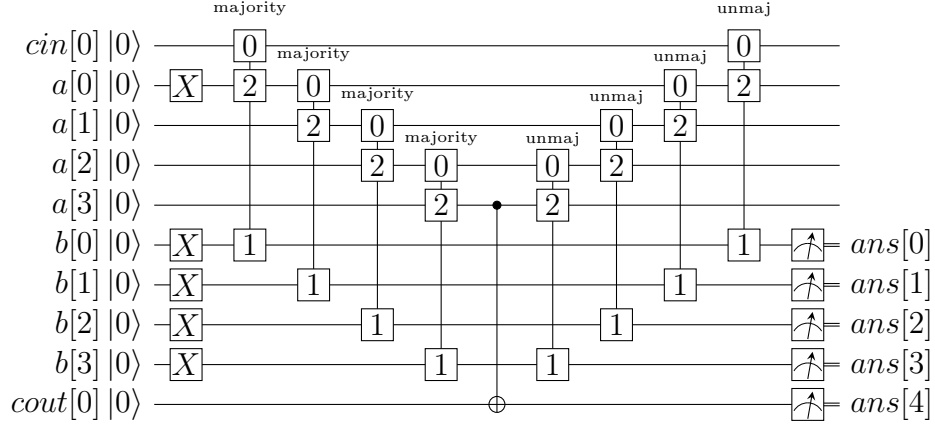 majority unmaj
cin[0] |0⟩ 0 0
majority unmaj
a[0] |0⟩ X 2 0 0 2
majority unmaj
a[1] |0⟩ 2 0 0 2
majority unmaj
a[2] |0⟩ 2 0 0 2
a[3] |0⟩ 2 2
b[0] |0⟩ X 1 1 ans[0]
b[1] |0⟩ X 1 1 ans[1]
b[2] |0⟩ X 1 1 ans[2]
b[3] |0⟩ X 1 1 ans[3]
cout[0] |0⟩ ans[4]